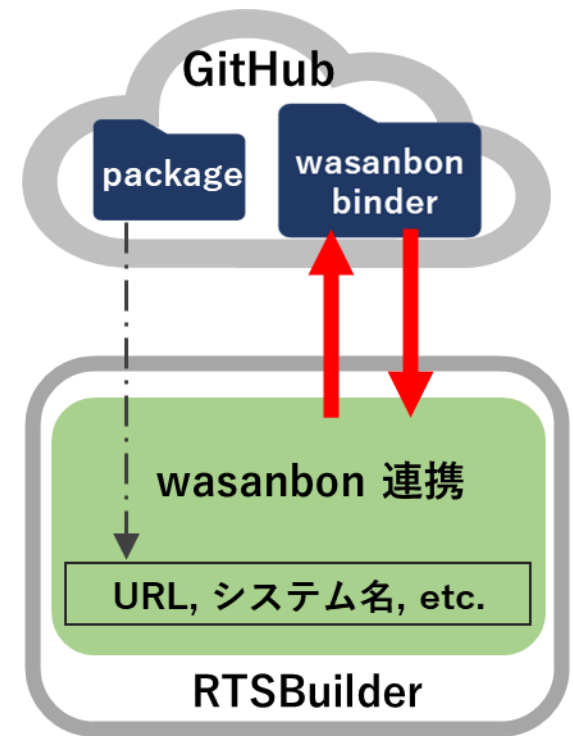 GitHub
package
wasanbon
binder
wasanbon 連携
URL, システム名, etc.
RTSBuilder